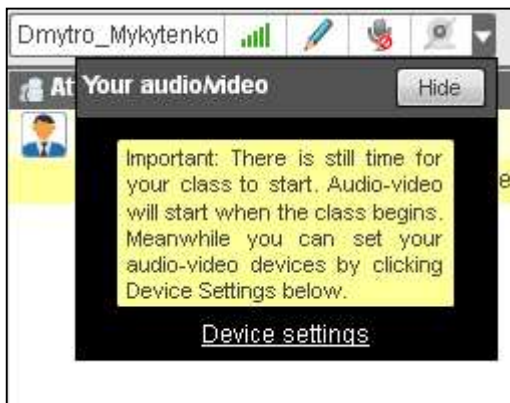 Dmytro_Mykytenko
At
Your audio/video
Hide
Important: There is still time for
your class to start. Audio-video
will start when the class begins.
Meanwhile you can set your
audio-video devices by clicking
Device Settings below.
e
Device settings